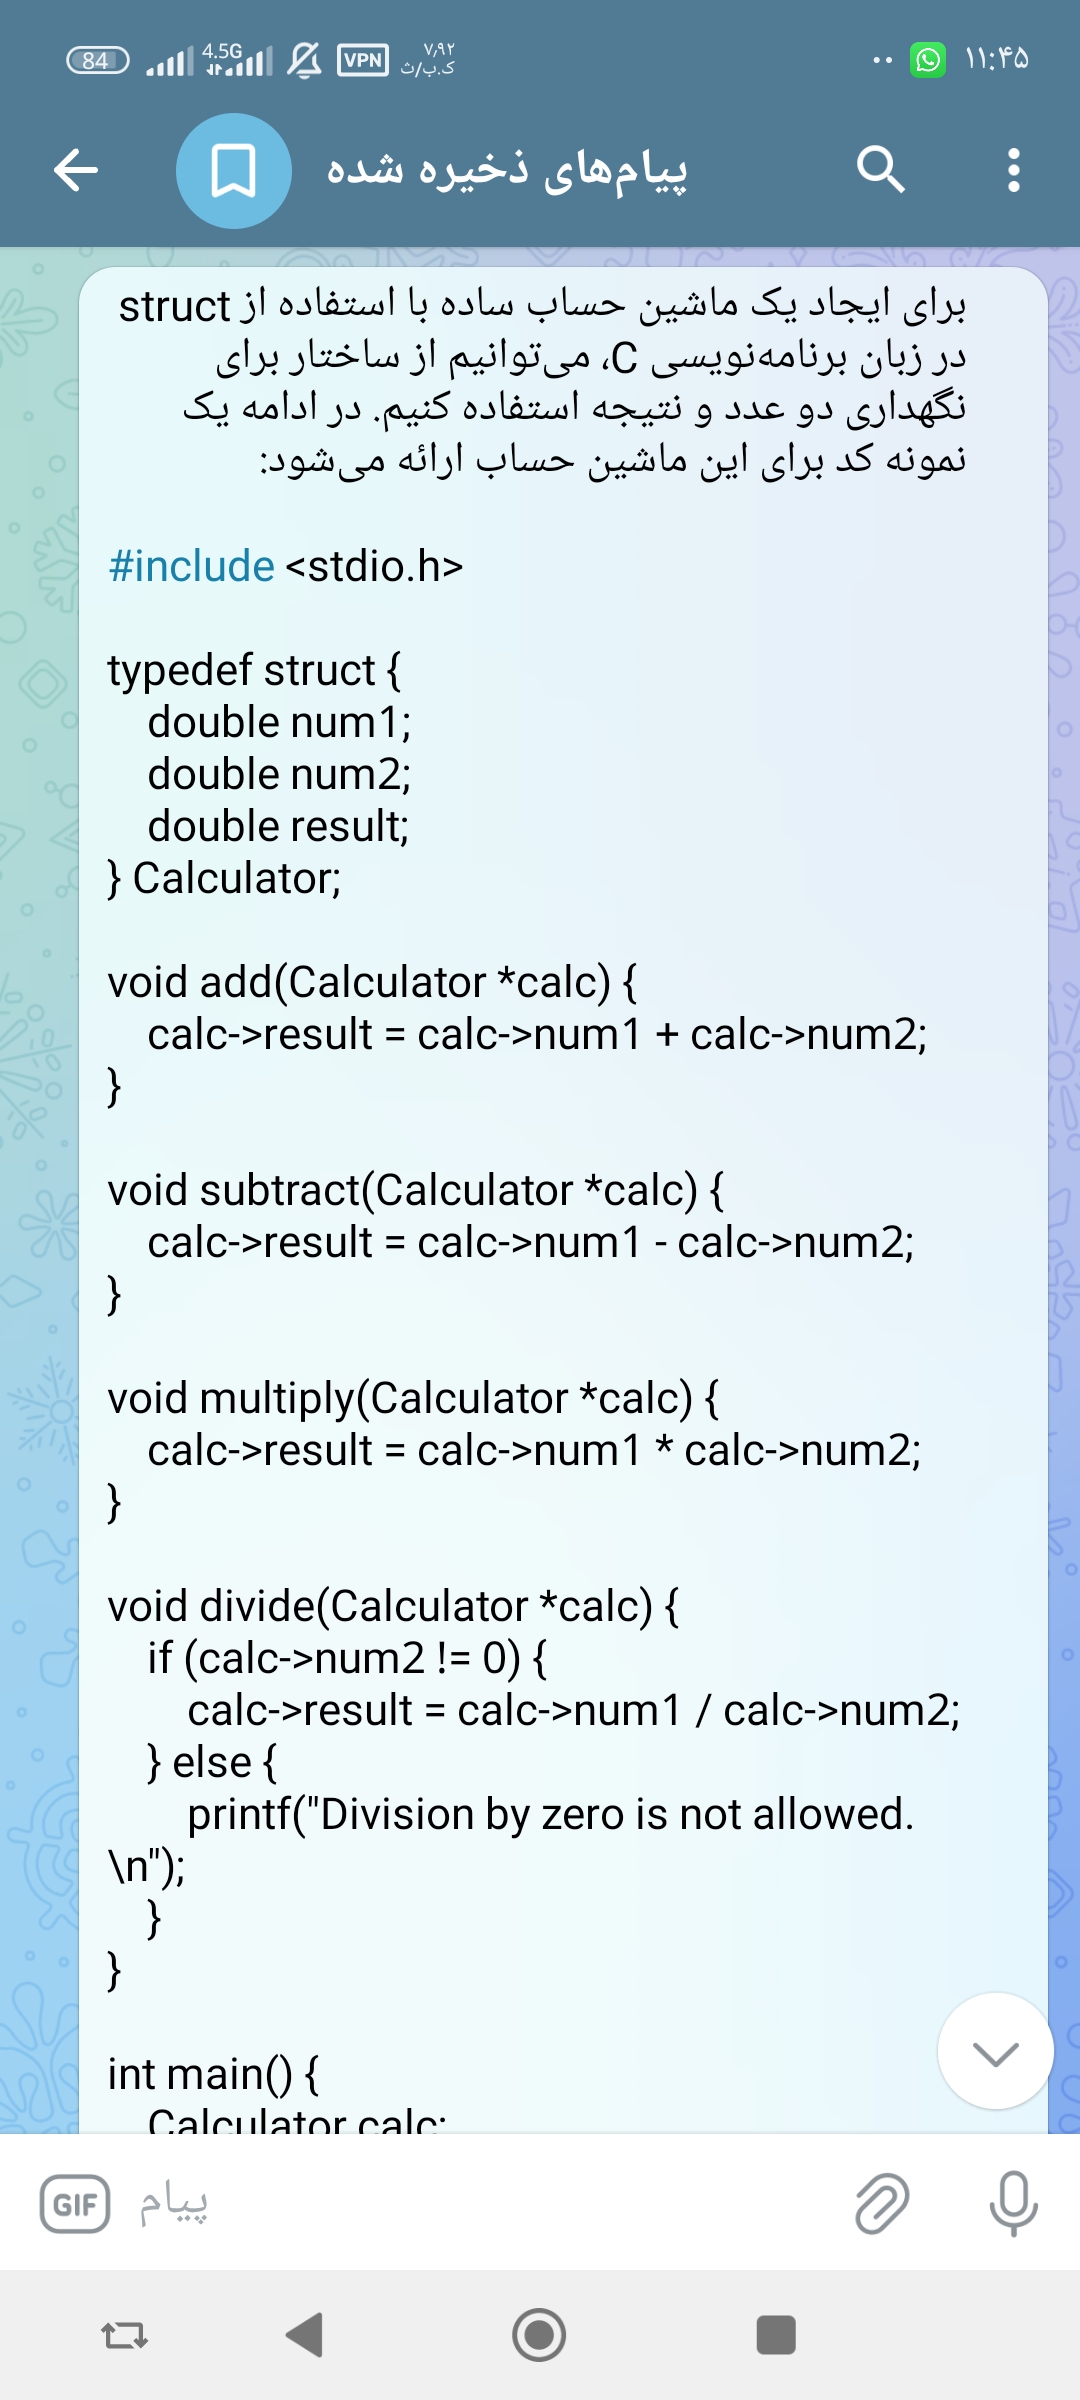 84 4.5G VPN ۷٫۹۲ ک.ب/ث ۱۱:۴۵
پیام‌های ذخیره شده
برای ایجاد یک ماشین حساب ساده با استفاده از struct
در زبان برنامه‌نویسی C، می‌توانیم از ساختار برای
نگهداری دو عدد و نتیجه استفاده کنیم. در ادامه یک
نمونه کد برای این ماشین حساب ارائه می‌شود:
#include <stdio.h>
typedef struct {
    double num1;
    double num2;
    double result;
} Calculator;
void add(Calculator *calc) {
    calc->result = calc->num1 + calc->num2;
}
void subtract(Calculator *calc) {
    calc->result = calc->num1 - calc->num2;
}
void multiply(Calculator *calc) {
    calc->result = calc->num1 * calc->num2;
}
void divide(Calculator *calc) {
    if (calc->num2 != 0) {
        calc->result = calc->num1 / calc->num2;
    } else {
        printf("Division by zero is not allowed.
\n");
    }
}
int main() {
    Calculator calc;
GIF پیام